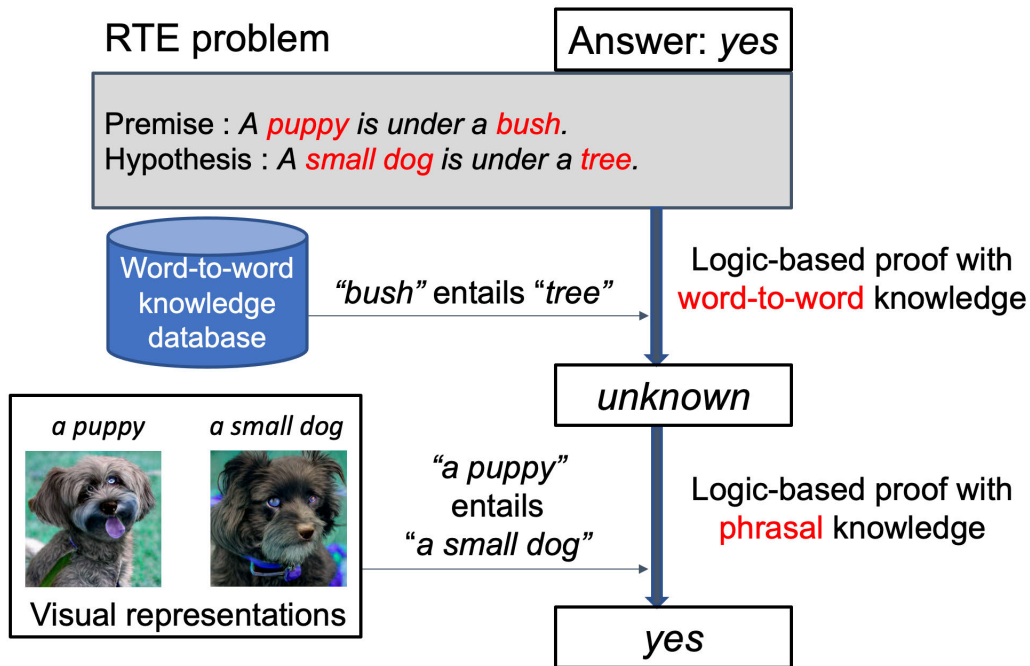 RTE problem
Answer: yes
Premise : A puppy is under a bush.
Hypothesis : A small dog is under a tree.
Word-to-word
knowledge
database
“bush” entails “tree”
Logic-based proof with
word-to-word knowledge
unknown
a puppy
a small dog
Visual representations
“a puppy”
entails
“a small dog”
Logic-based proof with
phrasal knowledge
yes